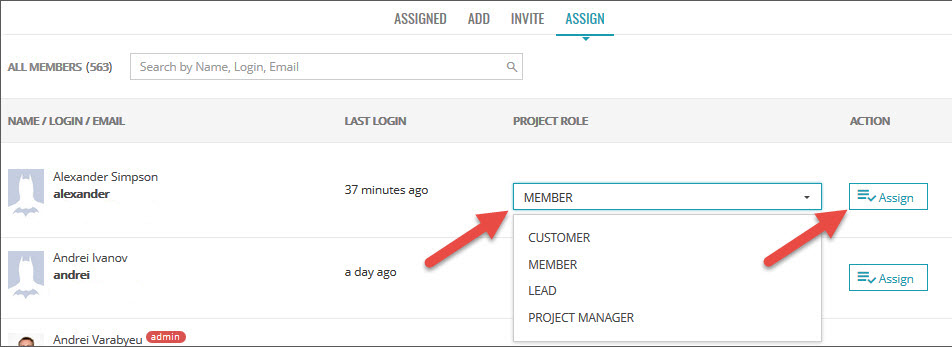 ASSIGNED ADD INVITE ASSIGN
ALL MEMBERS (563) Search by Name, Login, Email
NAME / LOGIN / EMAIL LAST LOGIN PROJECT ROLE ACTION
Alexander Simpson
alexander
37 minutes ago
MEMBER
Assign
CUSTOMER
MEMBER
LEAD
PROJECT MANAGER
Andrei Ivanov
andrei
a day ago
Assign
Andrei Varabyeu admin